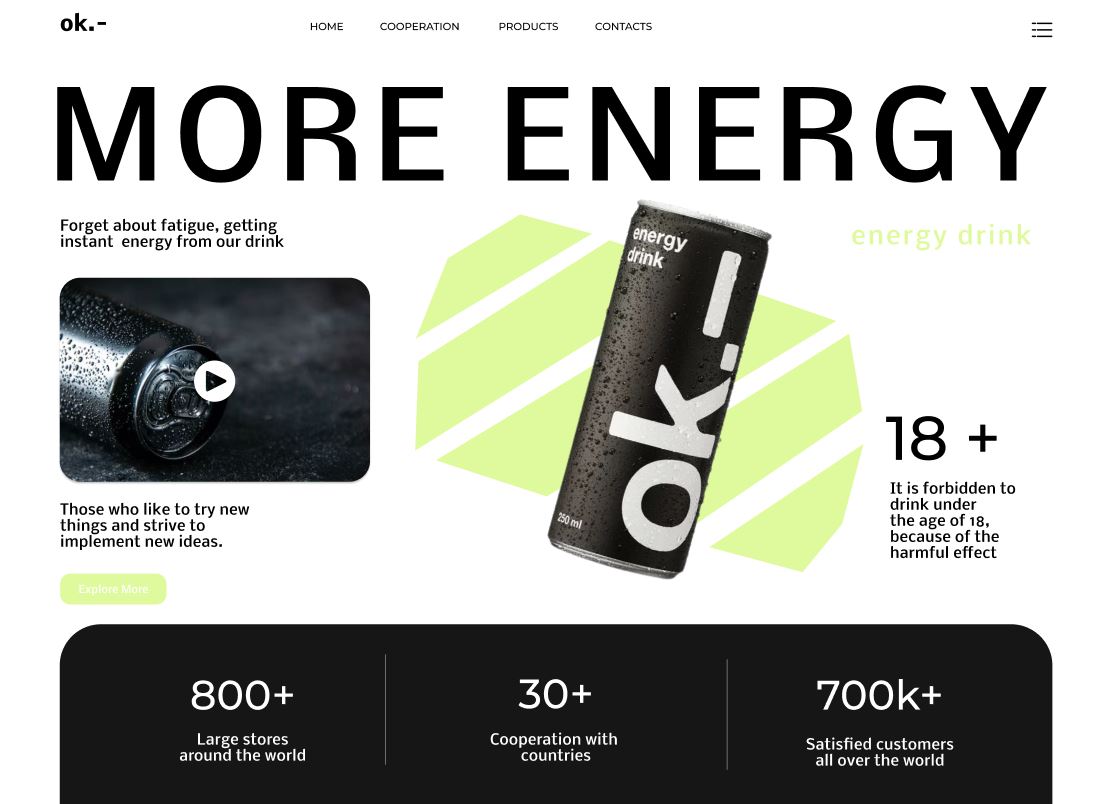 ok.-
HOME COOPERATION PRODUCTS CONTACTS
MORE ENERGY
Forget about fatigue, getting
instant energy from our drink
energy drink
energy
drink
ok.-
250 ml
18 +
It is forbidden to
drink under
the age of 18,
because of the
harmful effect
Those who like to try new
things and strive to
implement new ideas.
Explore More
800+
Large stores
around the world
30+
Cooperation with
countries
700k+
Satisfied customers
all over the world